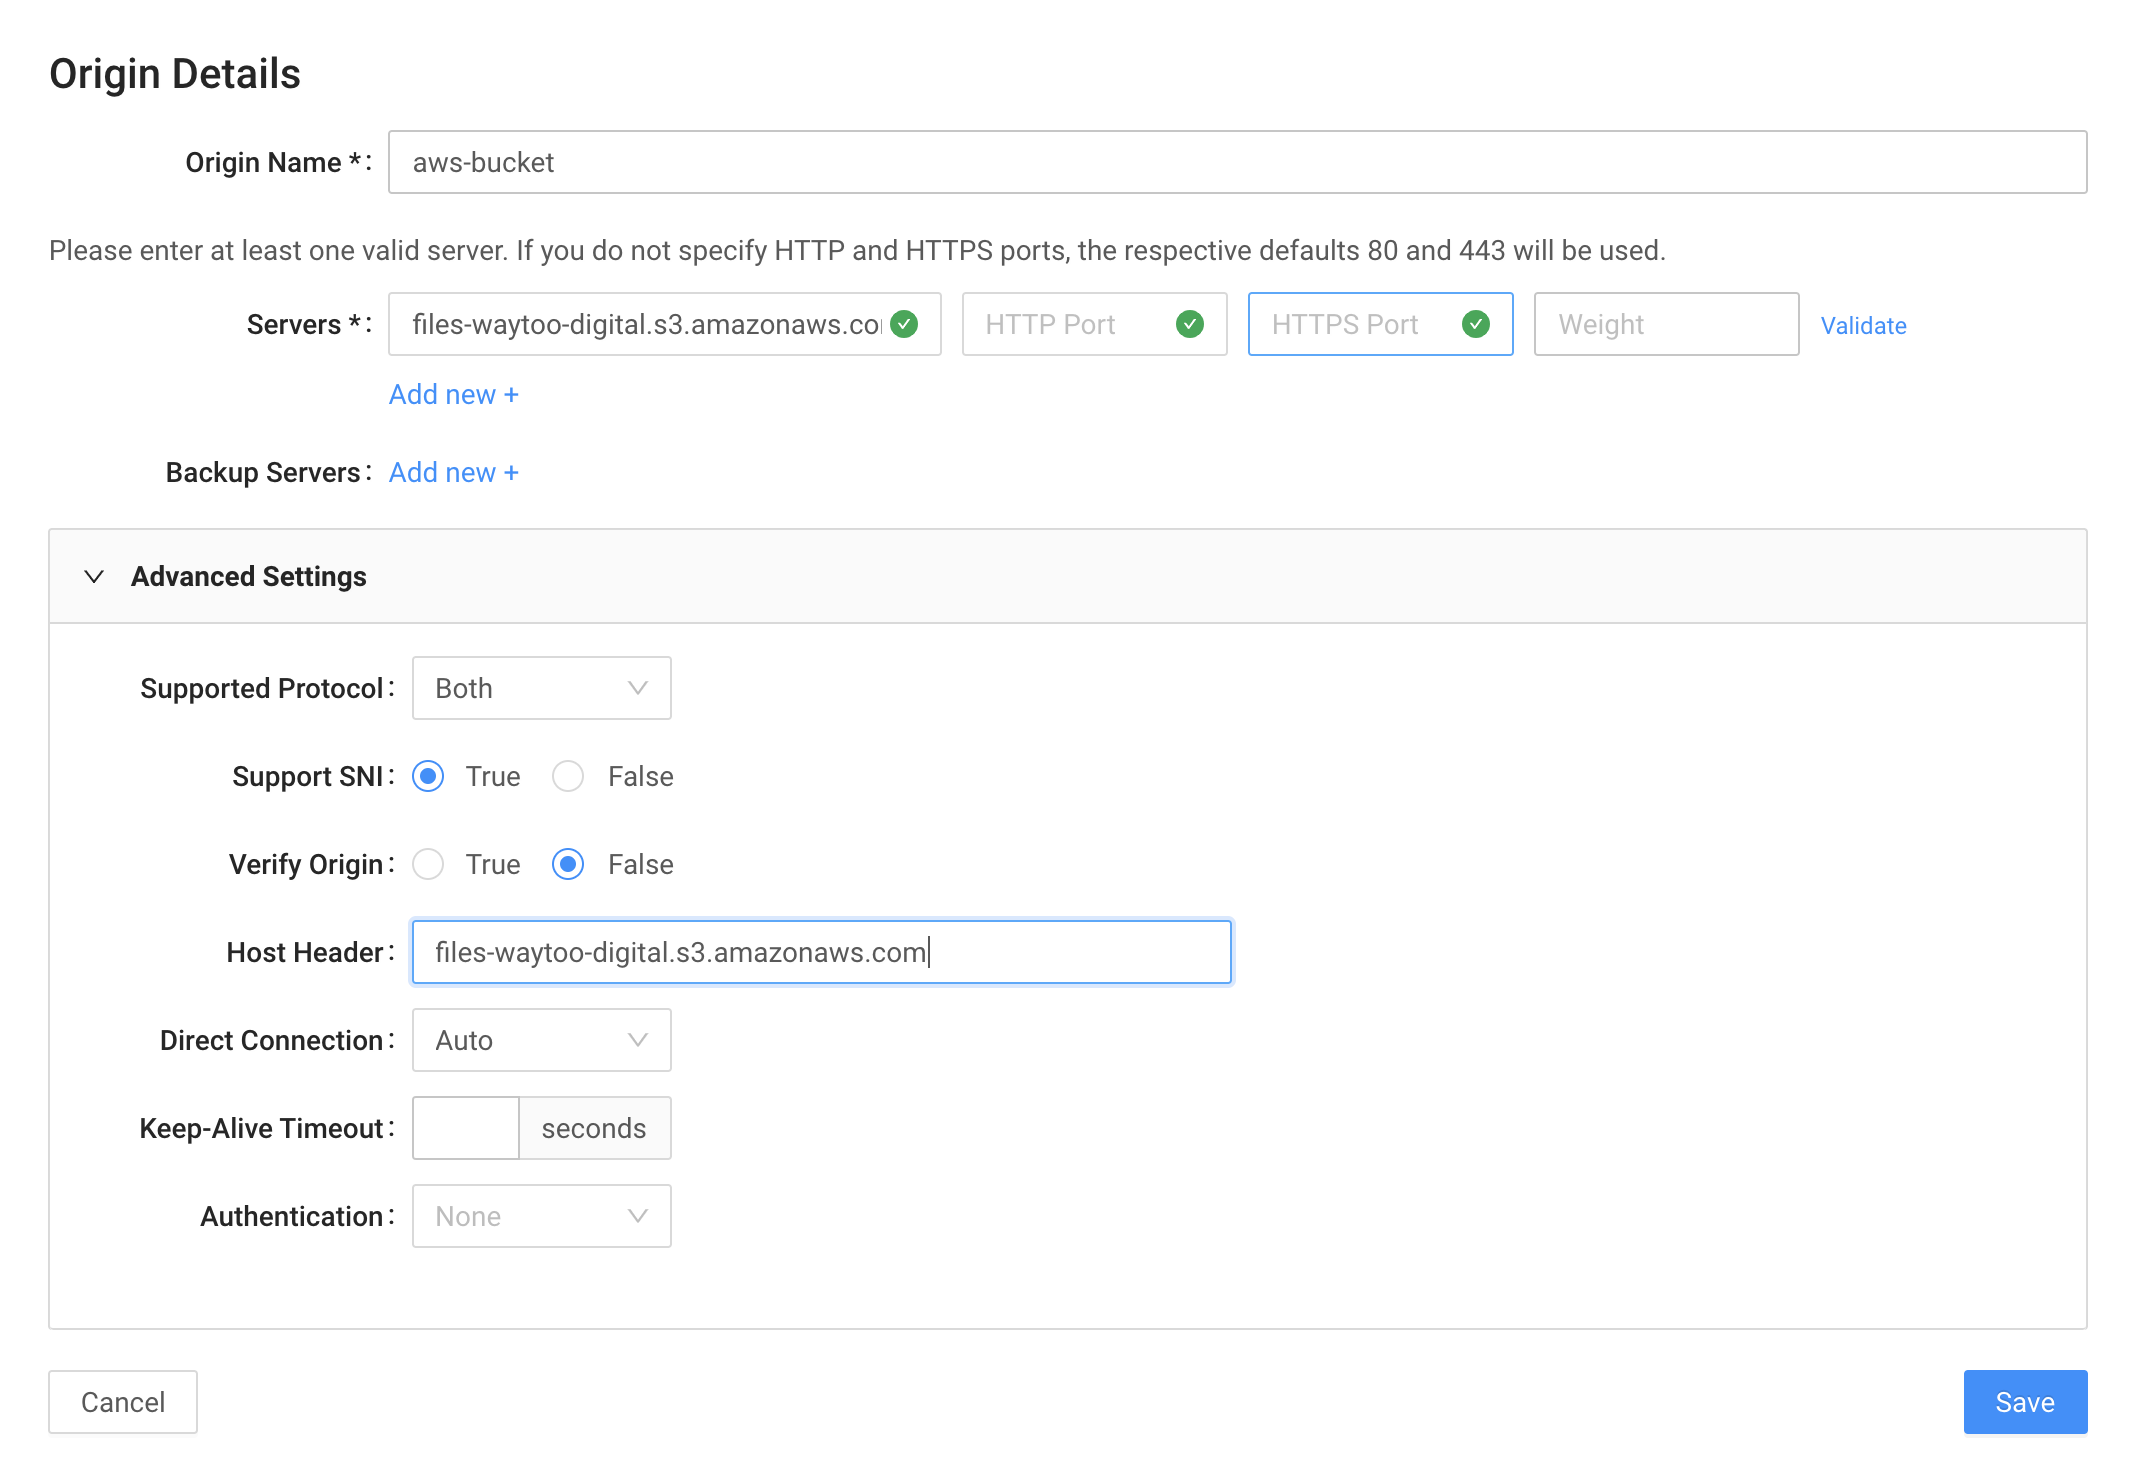 Origin Details
Origin Name *: aws-bucket
Please enter at least one valid server. If you do not specify HTTP and HTTPS ports, the respective defaults 80 and 443 will be used.
Servers *: files-waytoo-digital.s3.amazonaws.co HTTP Port HTTPS Port Weight Validate
Add new +
Backup Servers: Add new +
Advanced Settings
Supported Protocol: Both
Support SNI: True False
Verify Origin: True False
Host Header: files-waytoo-digital.s3.amazonaws.com
Direct Connection: Auto
Keep-Alive Timeout: seconds
Authentication: None
Cancel Save